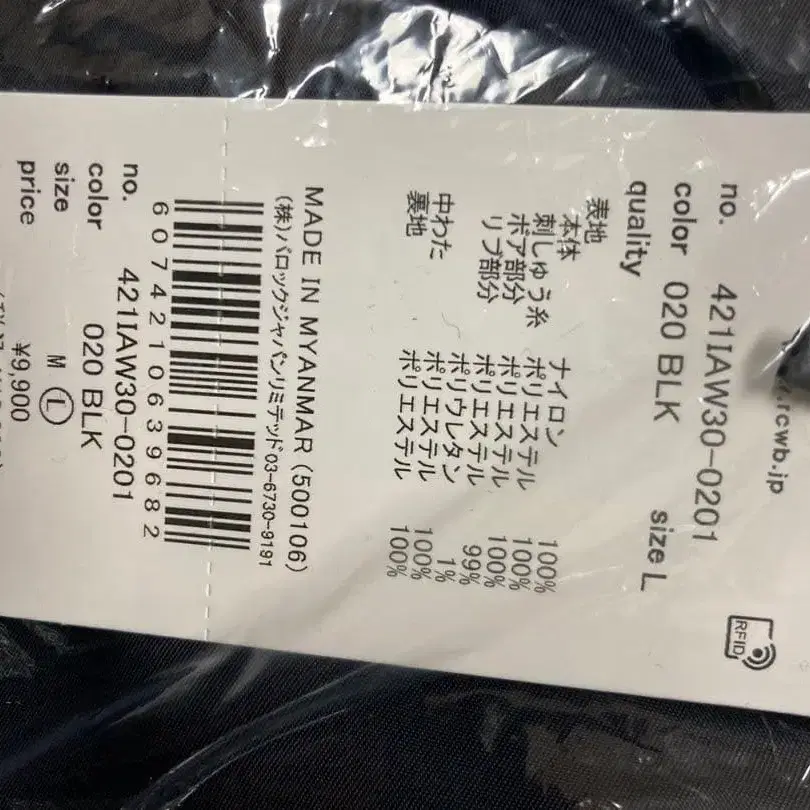 .rcwb.jp
no. 421IAW30-0201
color 020 BLK size L
quality
表地
本体 ナイロン 100%
刺しゅう糸 ポリエステル 100%
ボア部分 ポリエステル 100%
リブ部分 ポリエステル 99%
ポリウレタン 1%
中わた ポリエステル 100%
裏地 ポリエステル 100%
MADE IN MYANMAR (500106)
(株)バロックジャパンリミテッド 03-6730-9191
6074210639682
no. 421IAW30-0201
color 020 BLK
size M L
price ¥9,900
RFID